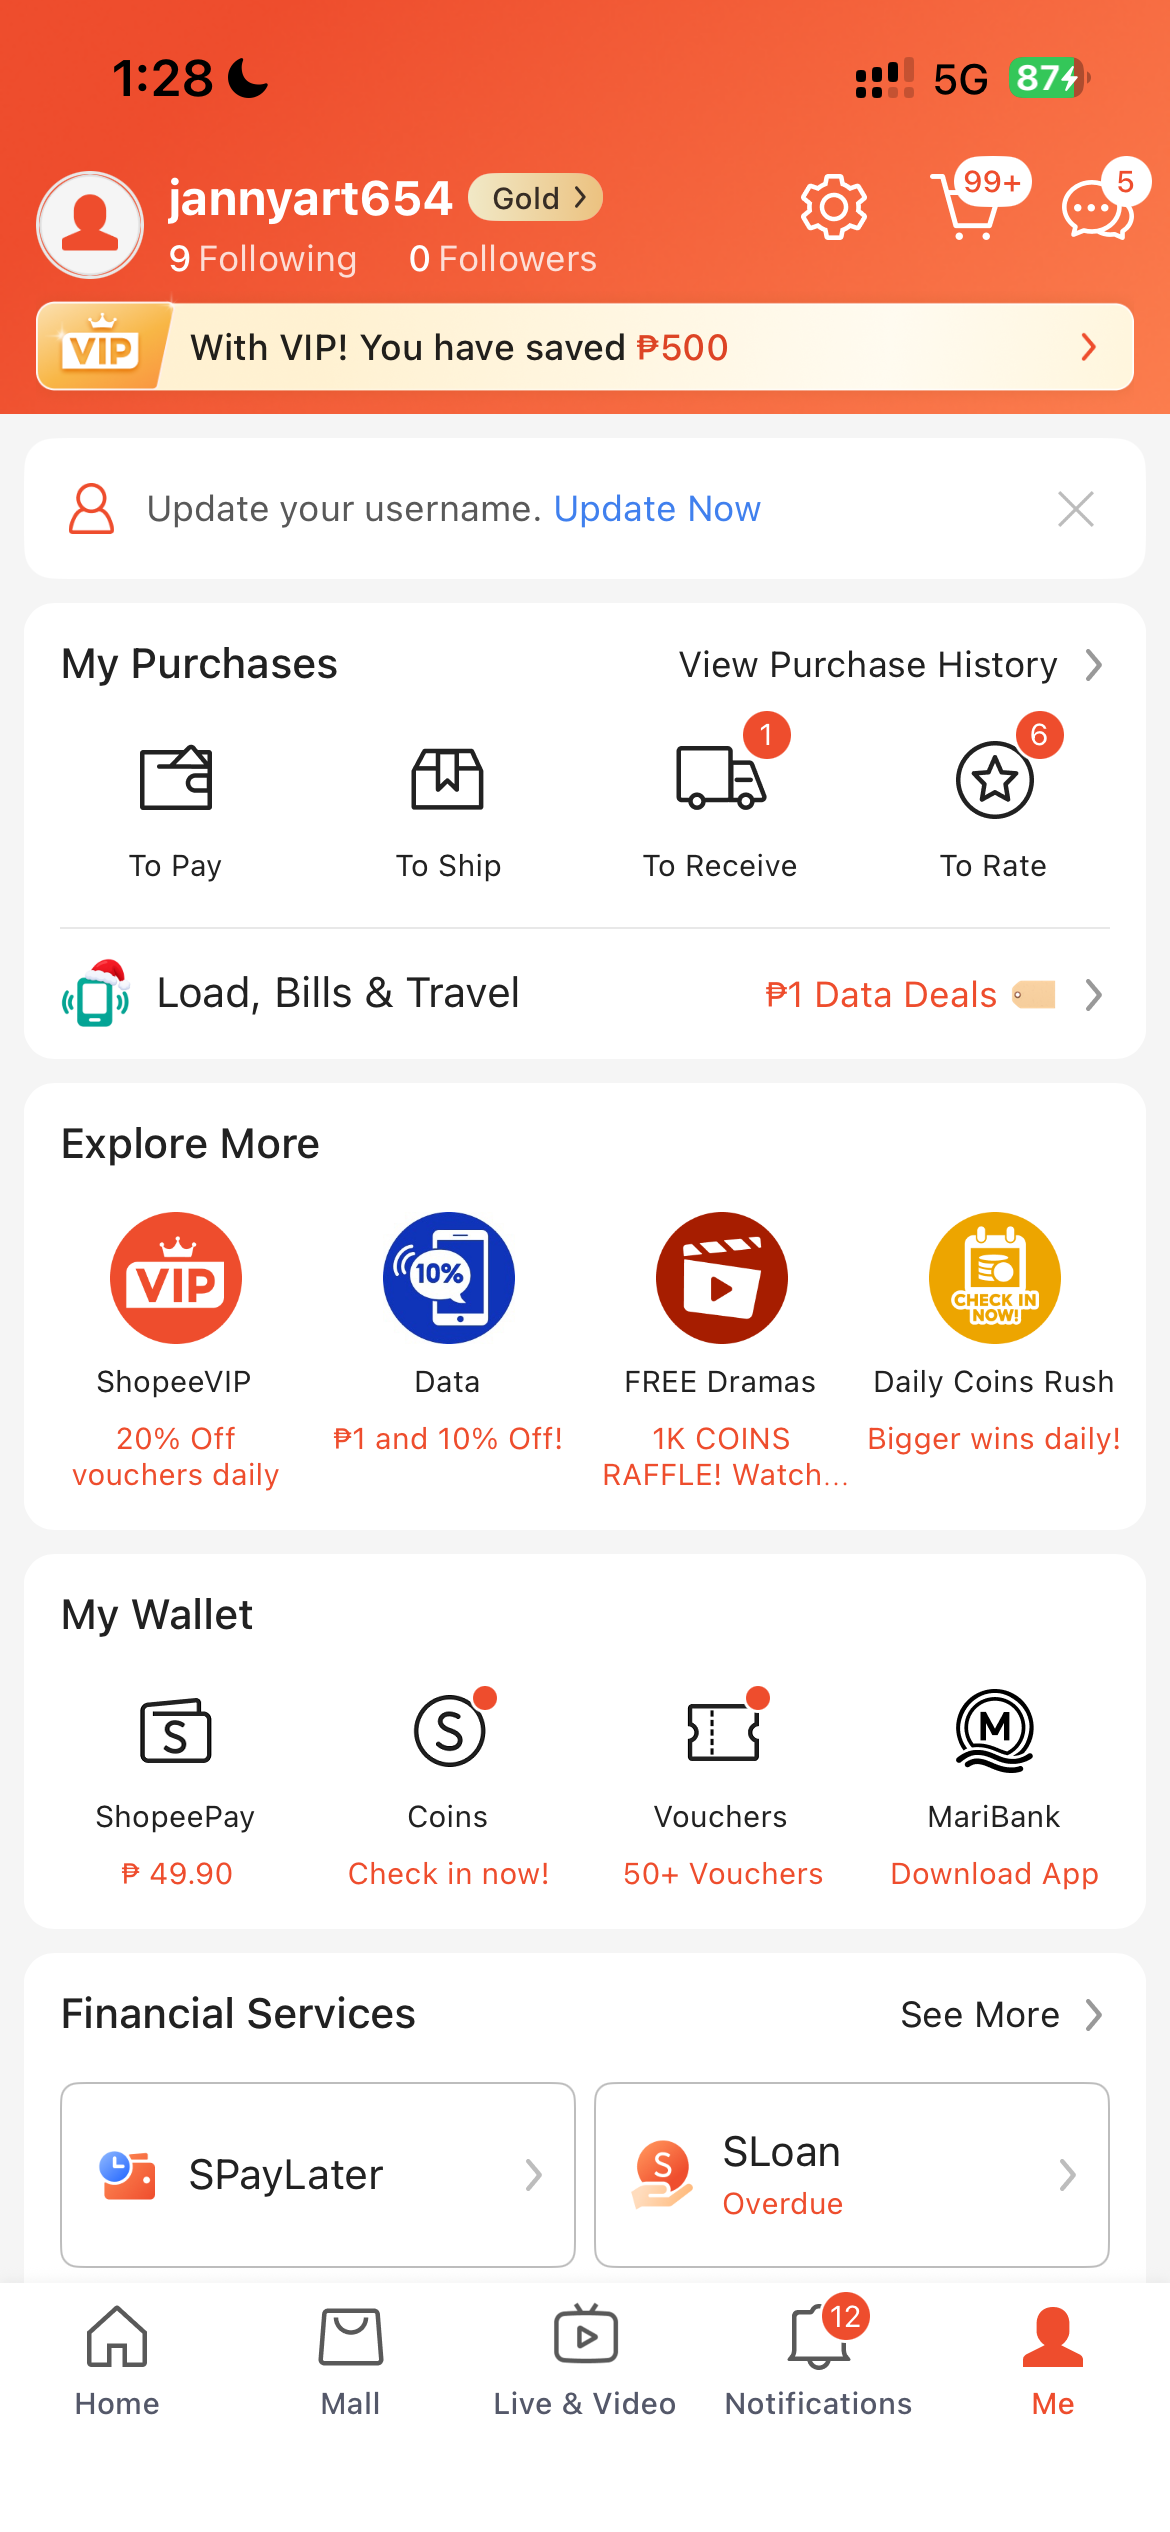 1:28
5G
87
jannyart654
Gold
99+
5
9 Following 0 Followers
VIP
With VIP! You have saved ₱500
Update your username. Update Now
My Purchases
View Purchase History
1
6
To Pay
To Ship
To Receive
To Rate
Load, Bills & Travel
₱1 Data Deals
Explore More
VIP
10%
CHECK IN
NOW!
ShopeeVIP
Data
FREE Dramas
Daily Coins Rush
20% Off
vouchers daily
₱1 and 10% Off!
1K COINS
RAFFLE! Watch...
Bigger wins daily!
My Wallet
S
S
M
ShopeePay
Coins
Vouchers
MariBank
₱ 49.90
Check in now!
50+ Vouchers
Download App
Financial Services
See More
SPayLater
S
SLoan
Overdue
12
Home
Mall
Live & Video
Notifications
Me